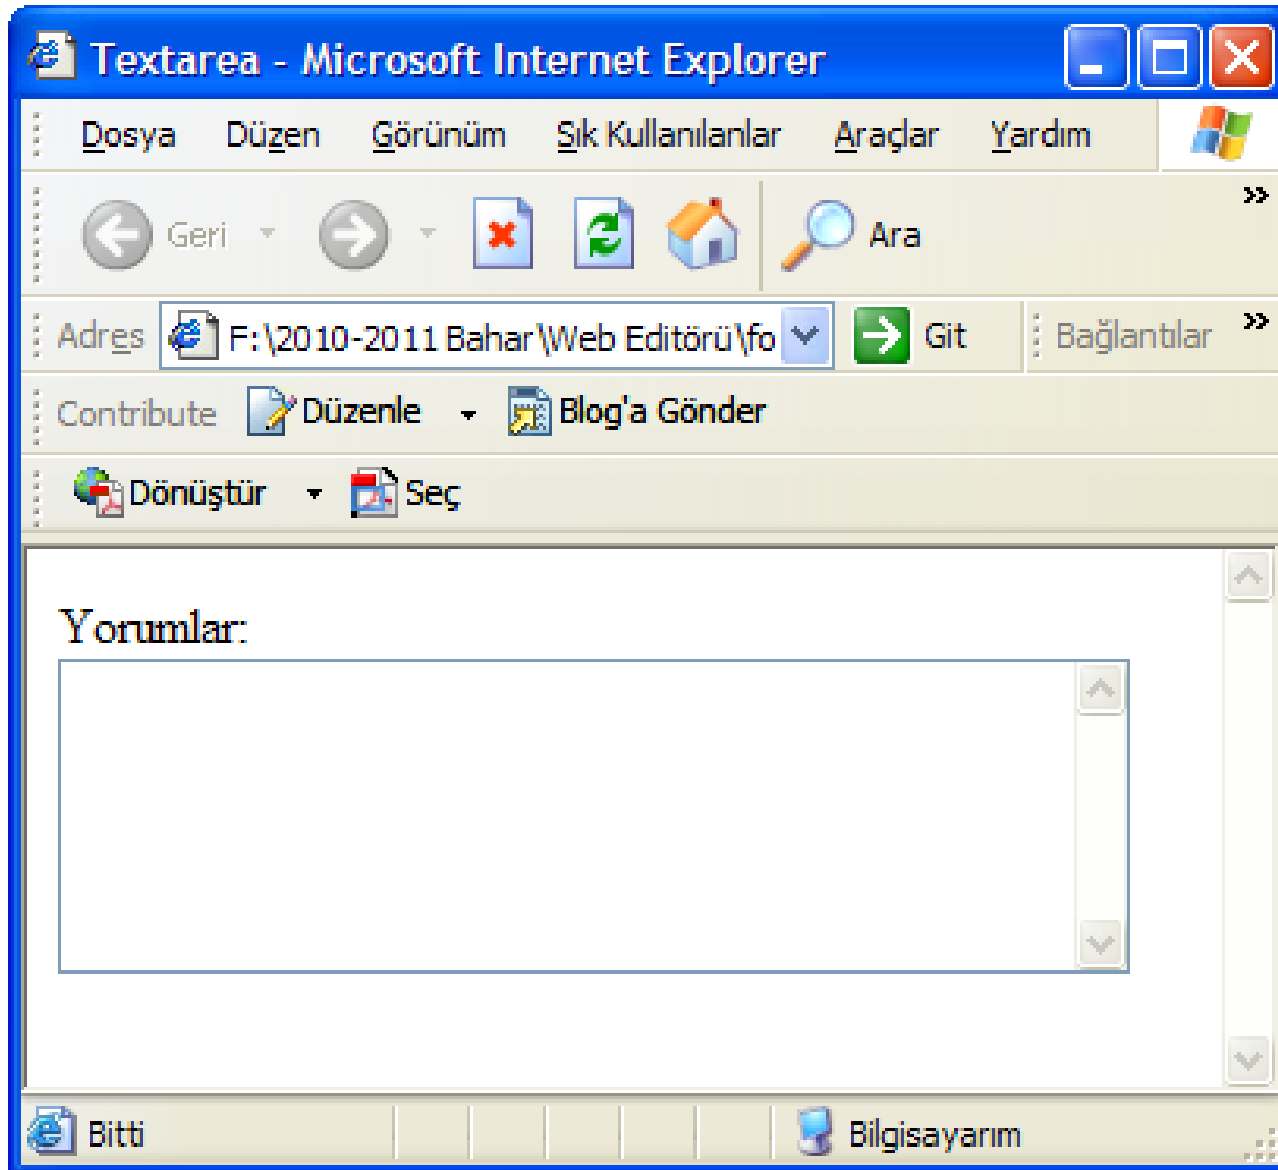 Textarea - Microsoft Internet Explorer
Dosya Düzen Görünüm Sık Kullanılanlar Araçlar Yardım
Geri Ara
Adres F:\2010-2011 Bahar\Web Editörü\fo Git Bağlantılar
Contribute Düzenle Blog'a Gönder
Dönüştür Seç
Yorumlar:
Bitti Bilgisayarım